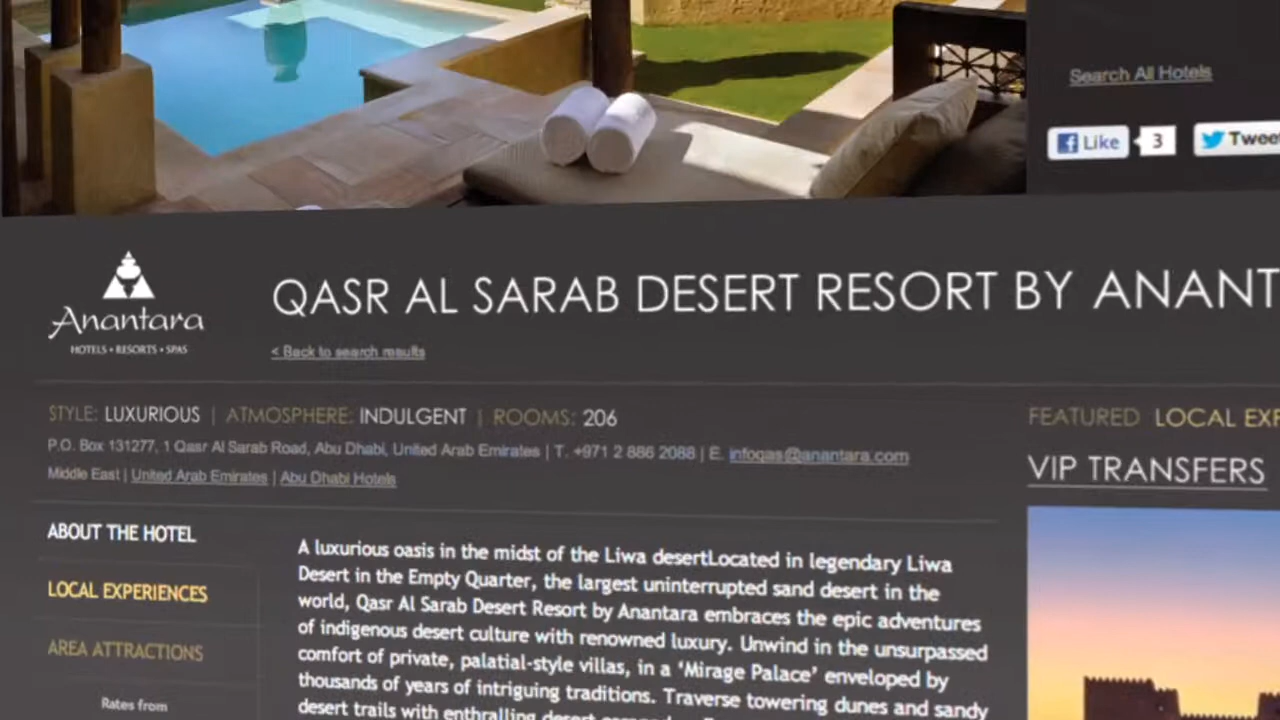 Search All Hotels
Like 3 Twee
Anantara
HOTELS • RESORTS • SPAS
QASR AL SARAB DESERT RESORT BY ANANT
< Back to search results
STYLE: LUXURIOUS | ATMOSPHERE: INDULGENT | ROOMS: 206
P.O. Box 131277, 1 Qasr Al Sarab Road, Abu Dhabi, United Arab Emirates | T. +971 2 886 2088 | E. infoqas@anantara.com
Middle East | United Arab Emirates | Abu Dhabi Hotels
FEATURED LOCAL EXP
VIP TRANSFERS
ABOUT THE HOTEL
LOCAL EXPERIENCES
AREA ATTRACTIONS
Rates from
A luxurious oasis in the midst of the Liwa desertLocated in legendary Liwa
Desert in the Empty Quarter, the largest uninterrupted sand desert in the
world, Qasr Al Sarab Desert Resort by Anantara embraces the epic adventures
of indigenous desert culture with renowned luxury. Unwind in the unsurpassed
comfort of private, palatial-style villas, in a ‘Mirage Palace’ enveloped by
thousands of years of intriguing traditions. Traverse towering dunes and sandy
desert trails with enthralling desert